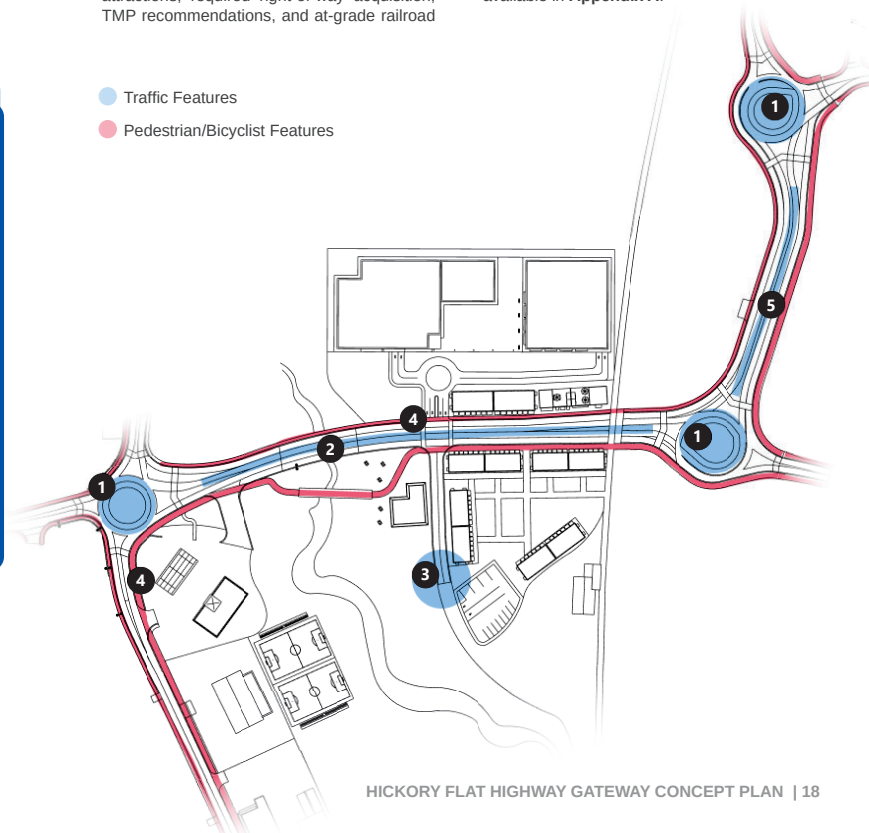 TMP recommendations, and at-grade railroad
Traffic Features
Pedestrian/Bicyclist Features
1
5
4
1
2
1
3
4
HICKORY FLAT HIGHWAY GATEWAY CONCEPT PLAN | 18